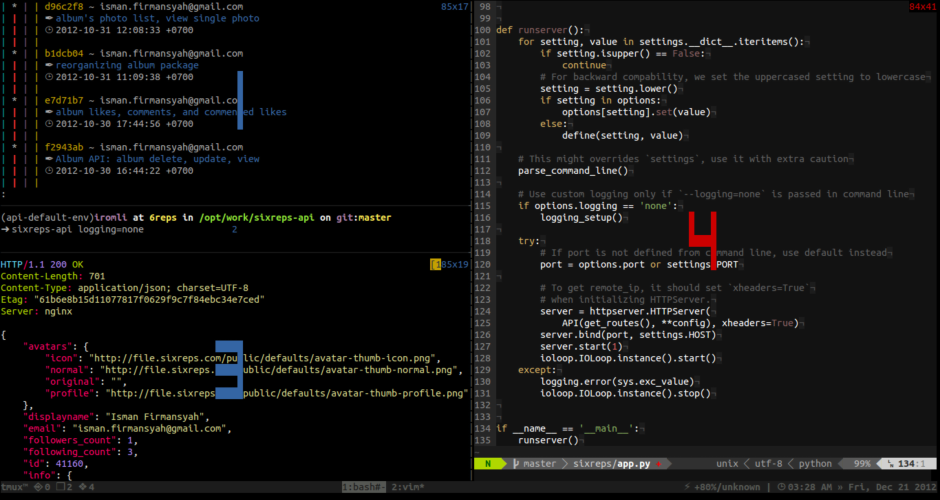 | * | | d96c2f8 ~ isman.firmansyah@gmail.com 85x17
| | | | ✒ album's photo list, view single photo
| | | | 2012-10-31 12:08:33 +0700
| | | |
| * | | b1dcb04 ~ isman.firmansyah@gmail.com
| | | | ✒ reorganizing album package
| | | | 2012-10-31 11:09:38 +0700
| | | |
| * | | e7d71b7 ~ isman.firmansyah@gmail.com
| | | | ✒ album likes, comments, and commented likes
| | | | 2012-10-30 17:44:56 +0700
| | | |
| * | | f2943ab ~ isman.firmansyah@gmail.com
| | | | ✒ Album API: album delete, update, view
| | | | 2012-10-30 16:44:22 +0700
| | | |
:
1
(api-default-env)iromli at 6reps in /opt/work/sixreps-api on git:master
➜ sixreps-api logging=none 2
HTTP/1.1 200 OK [185x19
Content-Length: 701
Content-Type: application/json; charset=UTF-8
Etag: "61b6e8b15d11077817f0629f9c7f84ebc34e7ced"
Server: nginx
{
"avatars": {
"icon": "http://file.sixreps.com/public/defaults/avatar-thumb-icon.png",
"normal": "http://file.sixreps. public/defaults/avatar-thumb-normal.png",
"original": "",
"profile": "http://file.sixreps public/defaults/avatar-thumb-profile.png"
},
"displayname": "Isman Firmansyah",
"email": "isman.firmansyah@gmail.com",
"followers_count": 1,
"following_count": 3,
"id": 41160,
"info": {
3
98 ¬ 84x41
99 ¬
100 def runserver():¬
101 for setting, value in settings.__dict__.iteritems():¬
102 if setting.isupper() == False:¬
103 continue¬
104 # For backward compability, we set the uppercased setting to lowercase¬
105 setting = setting.lower()¬
106 if setting in options:¬
107 options[setting].set(value)¬
108 else:¬
109 define(setting, value)¬
110 ¬
111 # This might overrides `settings`, use it with extra caution¬
112 parse_command_line()¬
113 ¬
114 # Use custom logging only if `--logging=none` is passed in command line¬
115 if options.logging == 'none':¬
116 logging_setup()¬
117 ¬
118 try:¬
119 # If port is not defined from command line, use default instead¬
120 port = options.port or settings.PORT¬
121 ¬
122 # To get remote_ip, it should set `xheaders=True`¬
123 # when initializing HTTPServer.¬
124 server = httpserver.HTTPServer(¬
125 API(get_routes(), **config), xheaders=True)¬
126 server.bind(port, settings.HOST)¬
127 server.start(1)¬
128 ioloop.IOLoop.instance().start()¬
129 except:¬
130 logging.error(sys.exc_value)¬
131 ioloop.IOLoop.instance().stop()¬
132 ¬
133 ¬
134 if __name__ == '__main__':¬
135 runserver()¬
4
N master sixreps/app.py unix utf-8 python 99% 134:1
tmux™ 0 2 4 1:bash#- 2:vim* +80%/unknown | 03:28 AM » Fri, Dec 21 2012